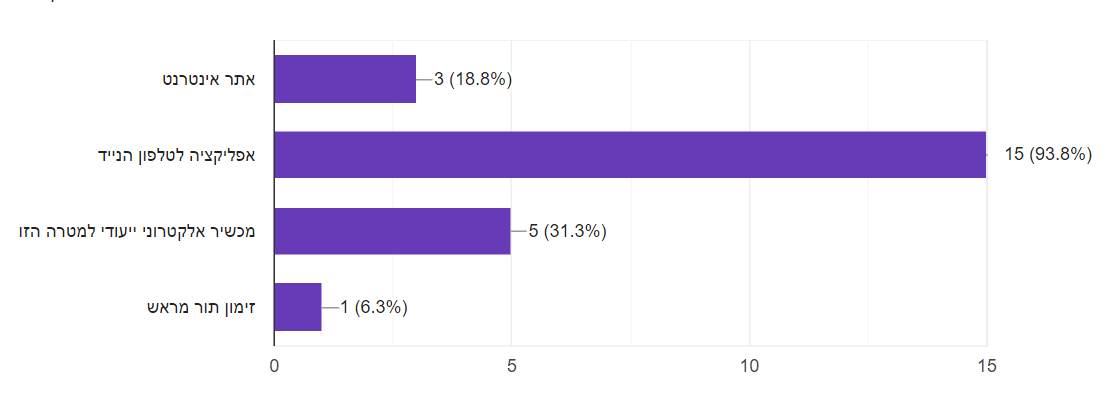 אתר אינטרנט
3 (18.8%)
אפליקציה לטלפון הנייד
15 (93.8%)
מכשיר אלקטרוני ייעודי למטרה הזו
5 (31.3%)
זימון תור מראש
1 (6.3%)
0 5 10 15